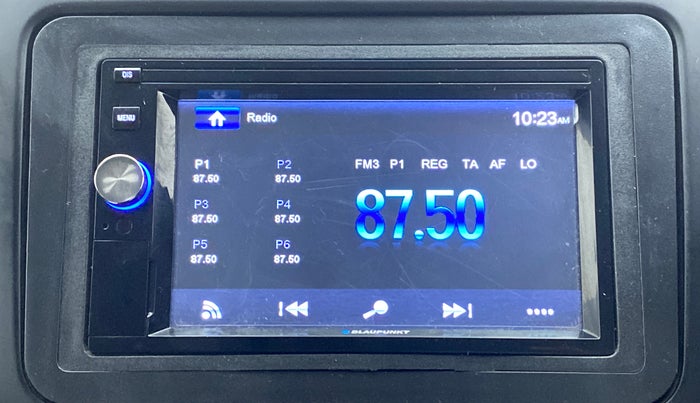 DIS
MENU
Radio 10:23AM
P1 P2 FM3 P1 REG TA AF LO
87.50 87.50
87.50
P3 P4
87.50 87.50
P5 P6
87.50 87.50
BLAUPUNKT